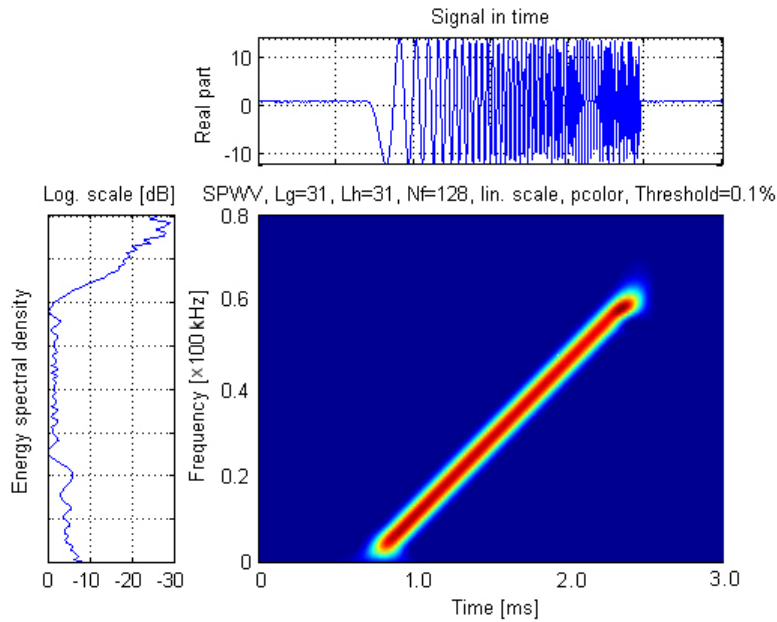 Signal in time
Real part
10
0
-10
Log. scale [dB]
SPWV, Lg=31, Lh=31, Nf=128, lin. scale, pcolor, Threshold=0.1%
Energy spectral density
0 -10 -20 -30
Frequency [×100 kHz]
0.8
0.6
0.4
0.2
0
0 1.0 2.0 3.0
Time [ms]